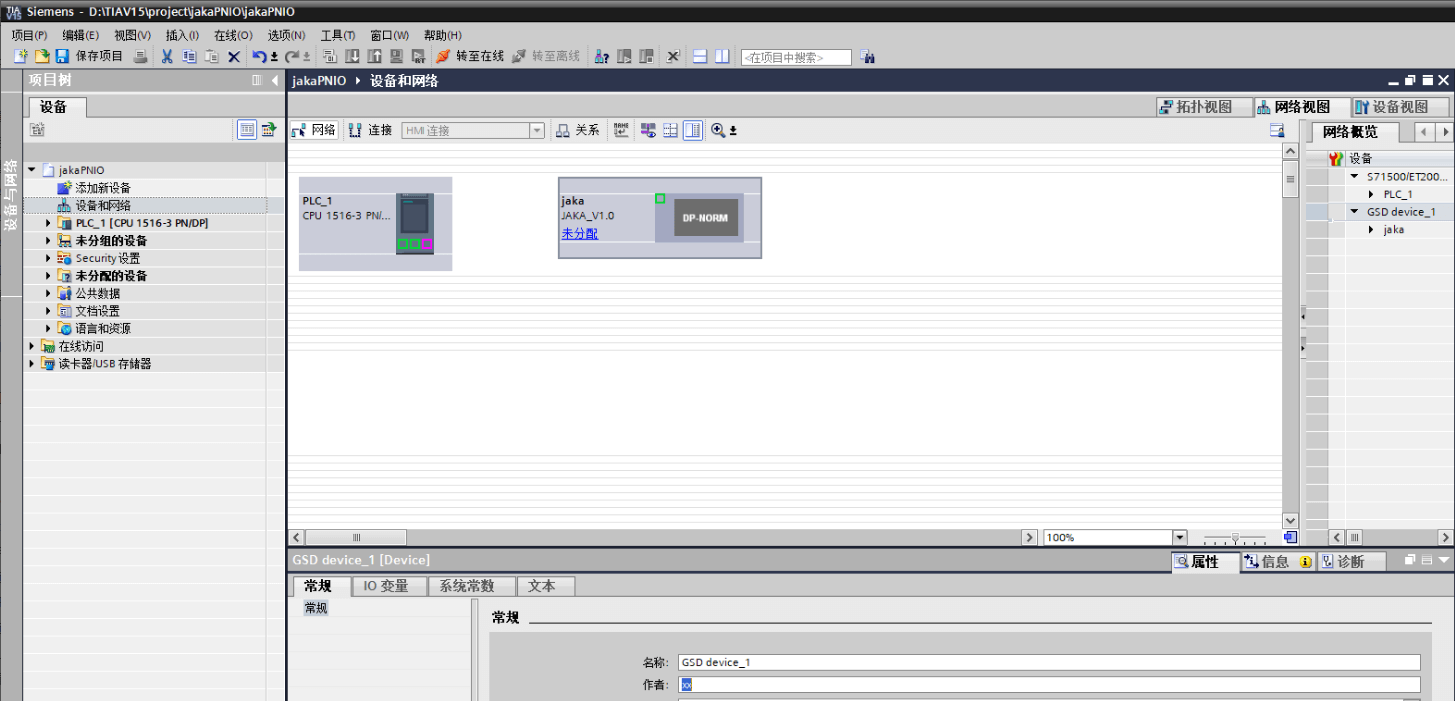 TIA V15 Siemens - D:\TIAV15\project\jakaPNIO\jakaPNIO
项目(P) 编辑(E) 视图(V) 插入(I) 在线(O) 选项(N) 工具(T) 窗口(W) 帮助(H)
保存项目 转至在线 转至离线 <在项目中搜索>
项目树
jakaPNIO 设备和网络
设备
拓扑视图 网络视图 设备视图
网络 连接 HMI 连接 关系
网络概览
设备与网络
jakaPNIO
添加新设备
设备和网络
PLC_1 [CPU 1516-3 PN/DP]
未分组的设备
Security 设置
未分配的设备
公共数据
文档设置
语言和资源
在线访问
读卡器/USB 存储器
PLC_1
CPU 1516-3 PN/...
jaka
JAKA_V1.0
未分配
DP-NORM
设备
S71500/ET200...
PLC_1
GSD device_1
jaka
100%
GSD device_1 [Device]
属性 信息 诊断
常规 IO 变量 系统常数 文本
常规
常规
名称: GSD device_1
作者: xx